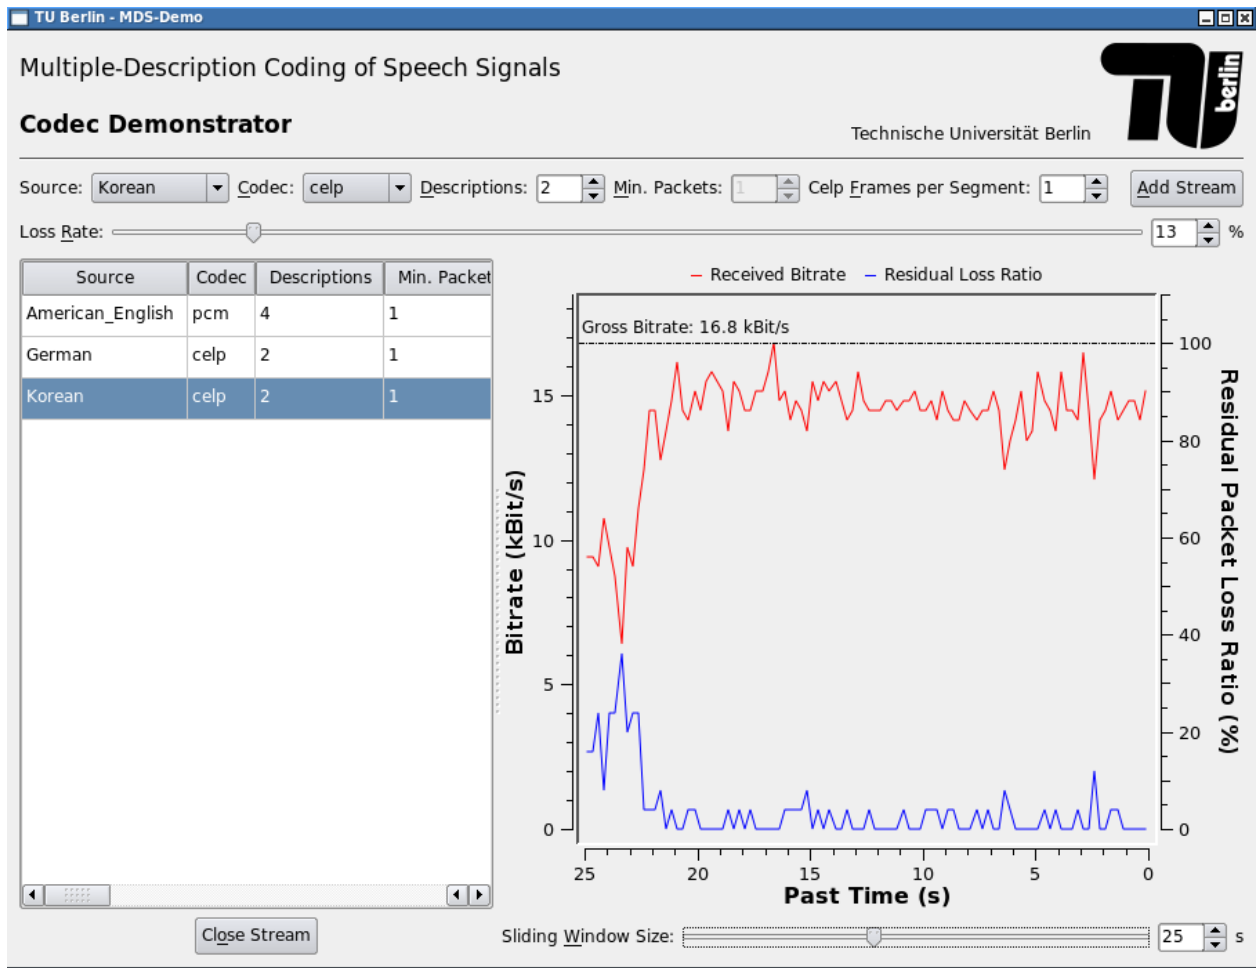 TU Berlin - MDS-Demo
Multiple-Description Coding of Speech Signals
Codec Demonstrator
Technische Universität Berlin
berlin
Source: Korean Codec: celp Descriptions: 2 Min. Packets: 1 Celp Frames per Segment: 1 Add Stream
Loss Rate: 13 %
Source Codec Descriptions Min. Packet
American_English pcm 4 1
German celp 2 1
Korean celp 2 1
Received Bitrate Residual Loss Ratio
Gross Bitrate: 16.8 kBit/s
Bitrate (kBit/s)
15
10
5
0
100
80
60
40
20
0
Residual Packet Loss Ratio (%)
25 20 15 10 5 0
Past Time (s)
Close Stream
Sliding Window Size: 25 s